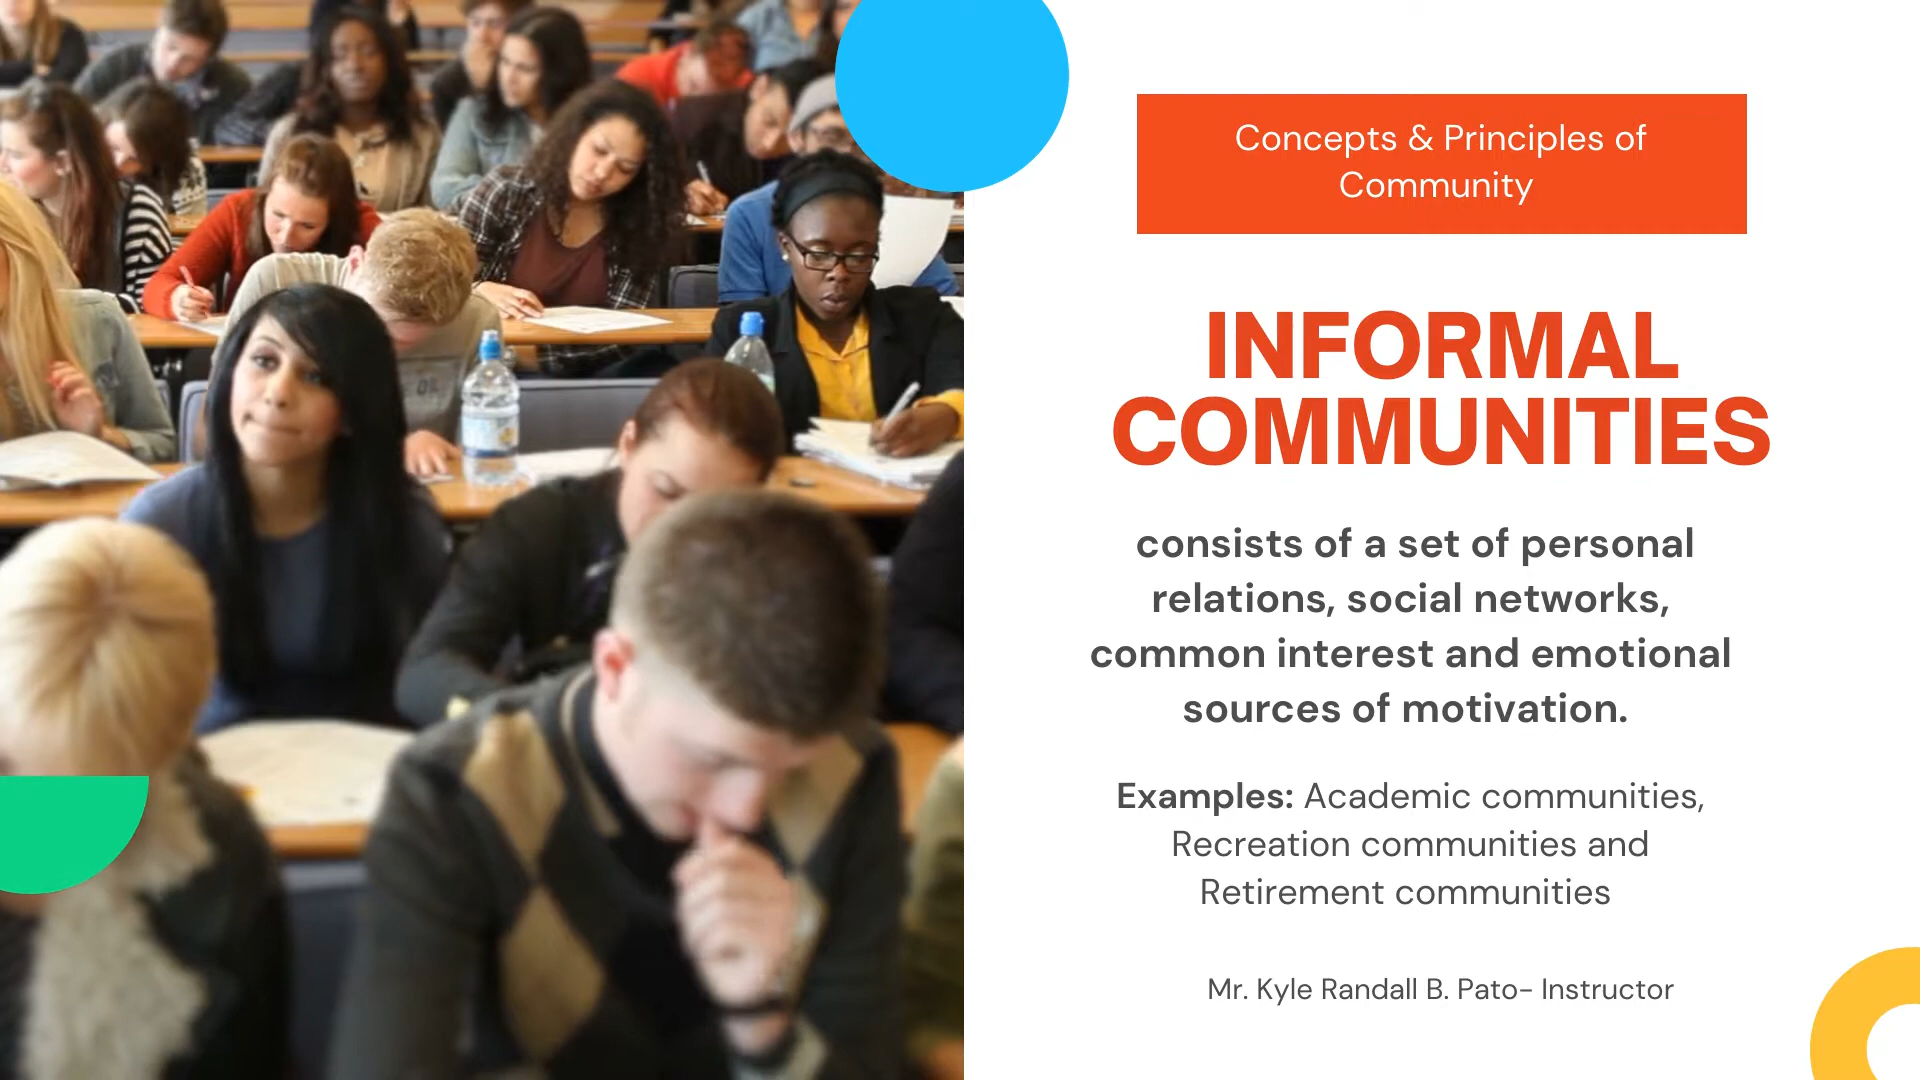 Concepts & Principles of
Community
INFORMAL
COMMUNITIES
consists of a set of personal
relations, social networks,
common interest and emotional
sources of motivation.
Examples: Academic communities,
Recreation communities and
Retirement communities
Mr. Kyle Randall B. Pato- Instructor